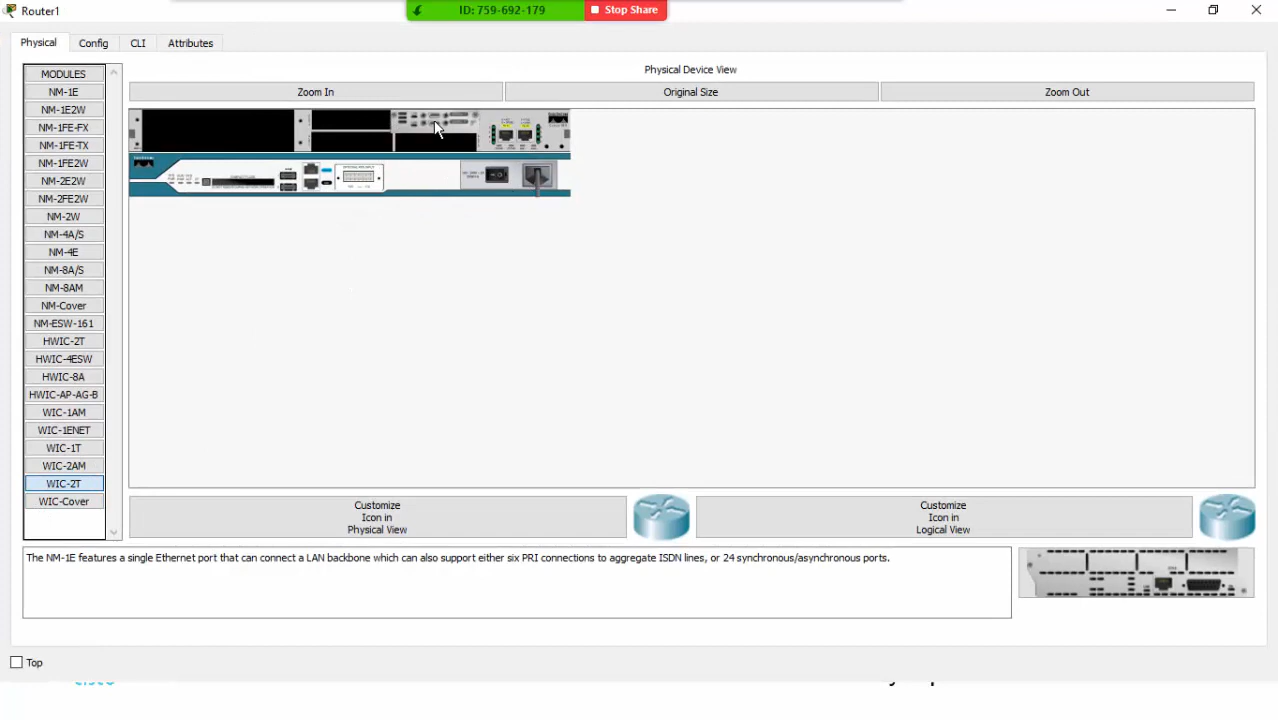 Router1
ID: 759-692-179
Stop Share
Physical
Config
CLI
Attributes
MODULES
NM-1E
NM-1E2W
NM-1FE-FX
NM-1FE-TX
NM-1FE2W
NM-2E2W
NM-2FE2W
NM-2W
NM-4A/S
NM-4E
NM-8A/S
NM-8AM
NM-Cover
NM-ESW-161
HWIC-2T
HWIC-4ESW
HWIC-8A
HWIC-AP-AG-B
WIC-1AM
WIC-1ENET
WIC-1T
WIC-2AM
WIC-2T
WIC-Cover
Physical Device View
Zoom In
Original Size
Zoom Out
Customize
Icon in
Physical View
Customize
Icon in
Logical View
The NM-1E features a single Ethernet port that can connect a LAN backbone which can also support either six PRI connections to aggregate ISDN lines, or 24 synchronous/asynchronous ports.
Top